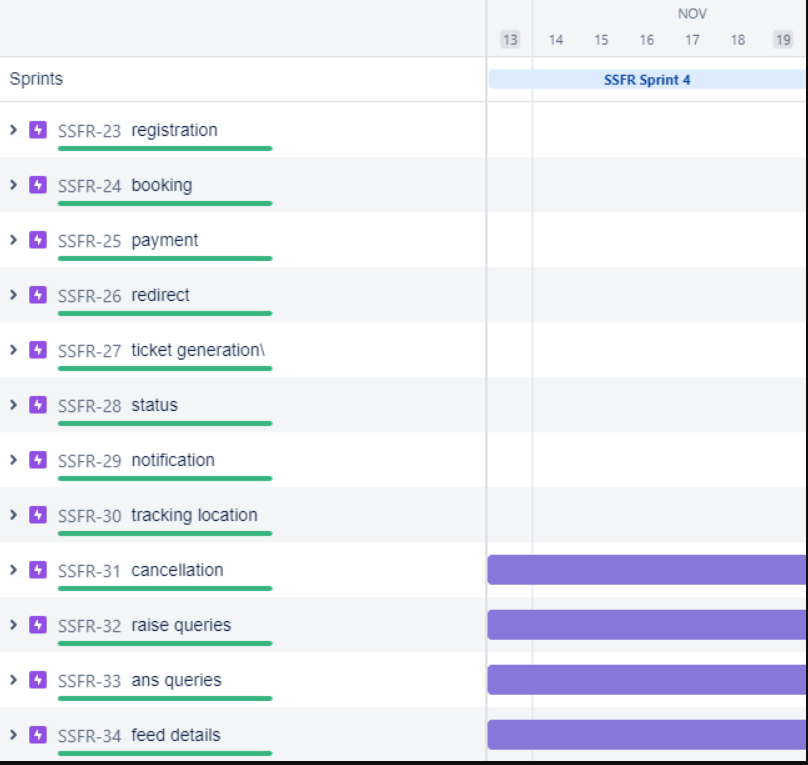 NOV
13 14 15 16 17 18 19
Sprints SSFR Sprint 4
SSFR-23 registration
SSFR-24 booking
SSFR-25 payment
SSFR-26 redirect
SSFR-27 ticket generation\
SSFR-28 status
SSFR-29 notification
SSFR-30 tracking location
SSFR-31 cancellation
SSFR-32 raise queries
SSFR-33 ans queries
SSFR-34 feed details